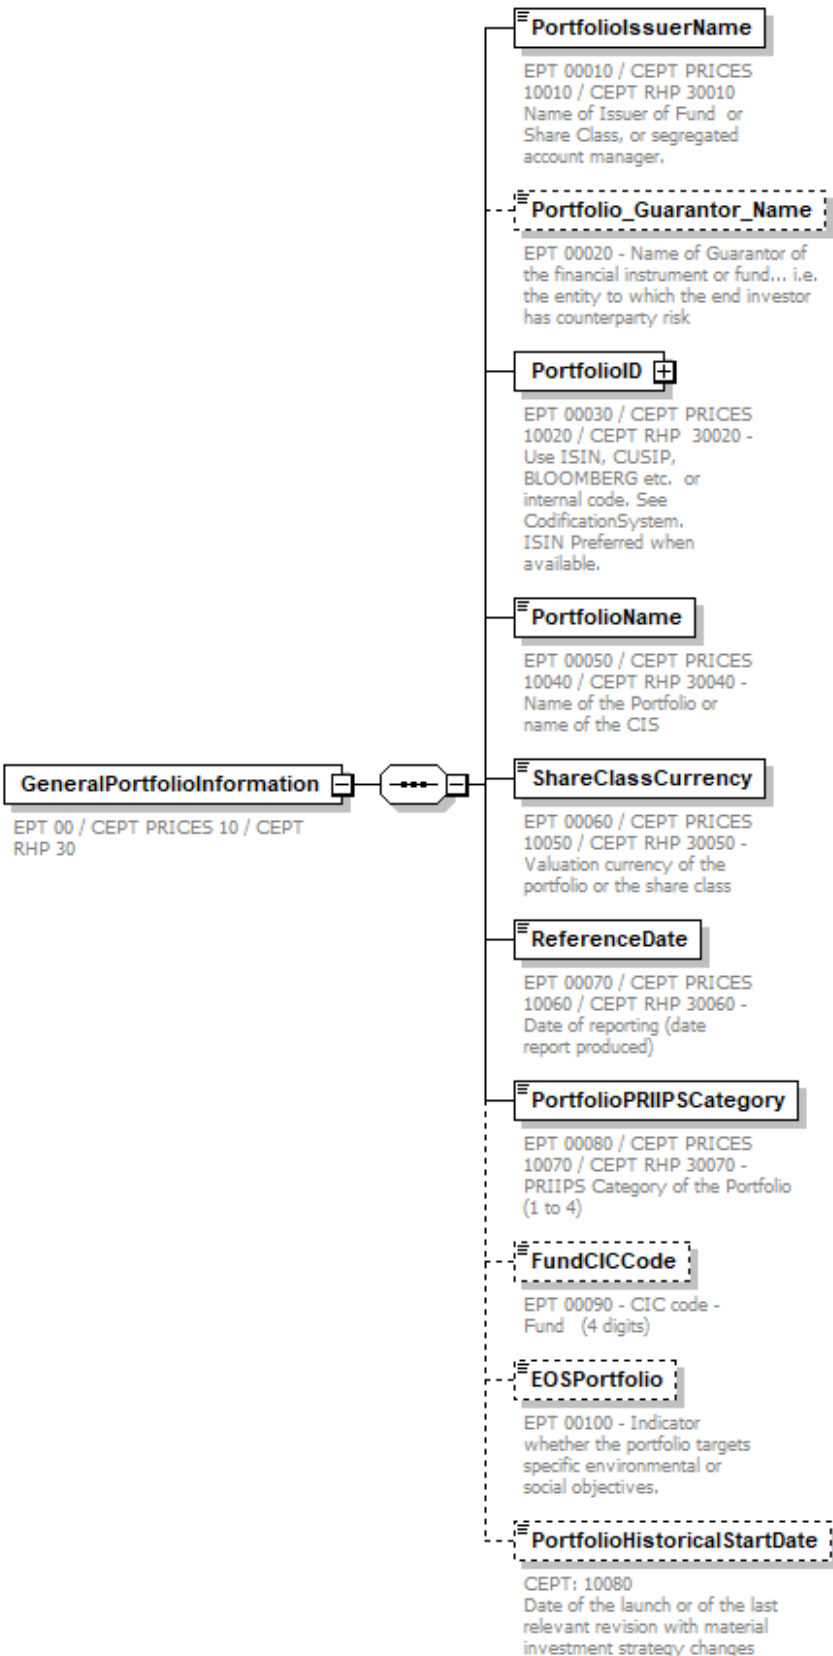 PortfolioIssuerName
EPT 00010 / CEPT PRICES
10010 / CEPT RHP 30010
Name of Issuer of Fund or
Share Class, or segregated
account manager.
Portfolio_Guarantor_Name
EPT 00020 - Name of Guarantor of
the financial instrument or fund... i.e.
the entity to which the end investor
has counterparty risk
PortfolioID
EPT 00030 / CEPT PRICES
10020 / CEPT RHP 30020 -
Use ISIN, CUSIP,
BLOOMBERG etc. or
internal code. See
CodificationSystem.
ISIN Preferred when
available.
PortfolioName
EPT 00050 / CEPT PRICES
10040 / CEPT RHP 30040 -
Name of the Portfolio or
name of the CIS
GeneralPortfolioInformation
EPT 00 / CEPT PRICES 10 / CEPT
RHP 30
ShareClassCurrency
EPT 00060 / CEPT PRICES
10050 / CEPT RHP 30050 -
Valuation currency of the
portfolio or the share class
ReferenceDate
EPT 00070 / CEPT PRICES
10060 / CEPT RHP 30060 -
Date of reporting (date
report produced)
PortfolioPRIIPSCategory
EPT 00080 / CEPT PRICES
10070 / CEPT RHP 30070 -
PRIIPS Category of the Portfolio
(1 to 4)
FundCICCode
EPT 00090 - CIC code -
Fund (4 digits)
EOSPortfolio
EPT 00100 - Indicator
whether the portfolio targets
specific environmental or
social objectives.
PortfolioHistoricalStartDate
CEPT: 10080
Date of the launch or of the last
relevant revision with material
investment strategy changes